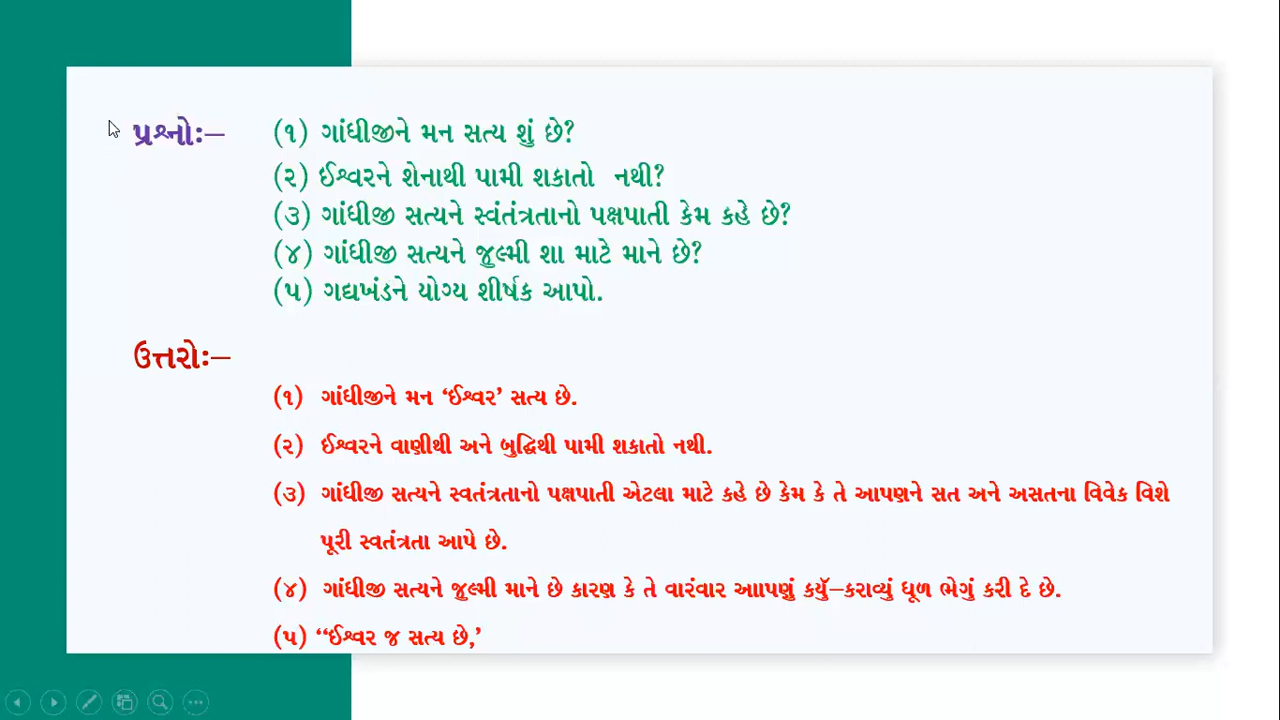 પ્રશ્નોઃ– (૧) ગાંધીજીને મન સત્ય શું છે?
(૨) ઈશ્વરને શેનાથી પામી શકાતો નથી?
(૩) ગાંધીજી સત્યને સ્વંતંત્રતાનો પક્ષપાતી કેમ કહે છે?
(૪) ગાંધીજી સત્યને જુલ્મી શા માટે માને છે?
(૫) ગદ્યખંડને યોગ્ય શીર્ષક આપો.
ઉત્તરોઃ–
(૧) ગાંધીજીને મન ‘ઈશ્વર’ સત્ય છે.
(૨) ઈશ્વરને વાણીથી અને બુદ્ધિથી પામી શકાતો નથી.
(૩) ગાંધીજી સત્યને સ્વતંત્રતાનો પક્ષપાતી એટલા માટે કહે છે કેમ કે તે આપણને સત અને અસતના વિવેક વિશે
પૂરી સ્વતંત્રતા આપે છે.
(૪) ગાંધીજી સત્યને જુલ્મી માને છે કારણ કે તે વારંવાર આાપણું કર્યું–કરાવ્યું ધૂળ ભેગું કરી દે છે.
(૫) ‘‘ઈશ્વર જ સત્ય છે,’